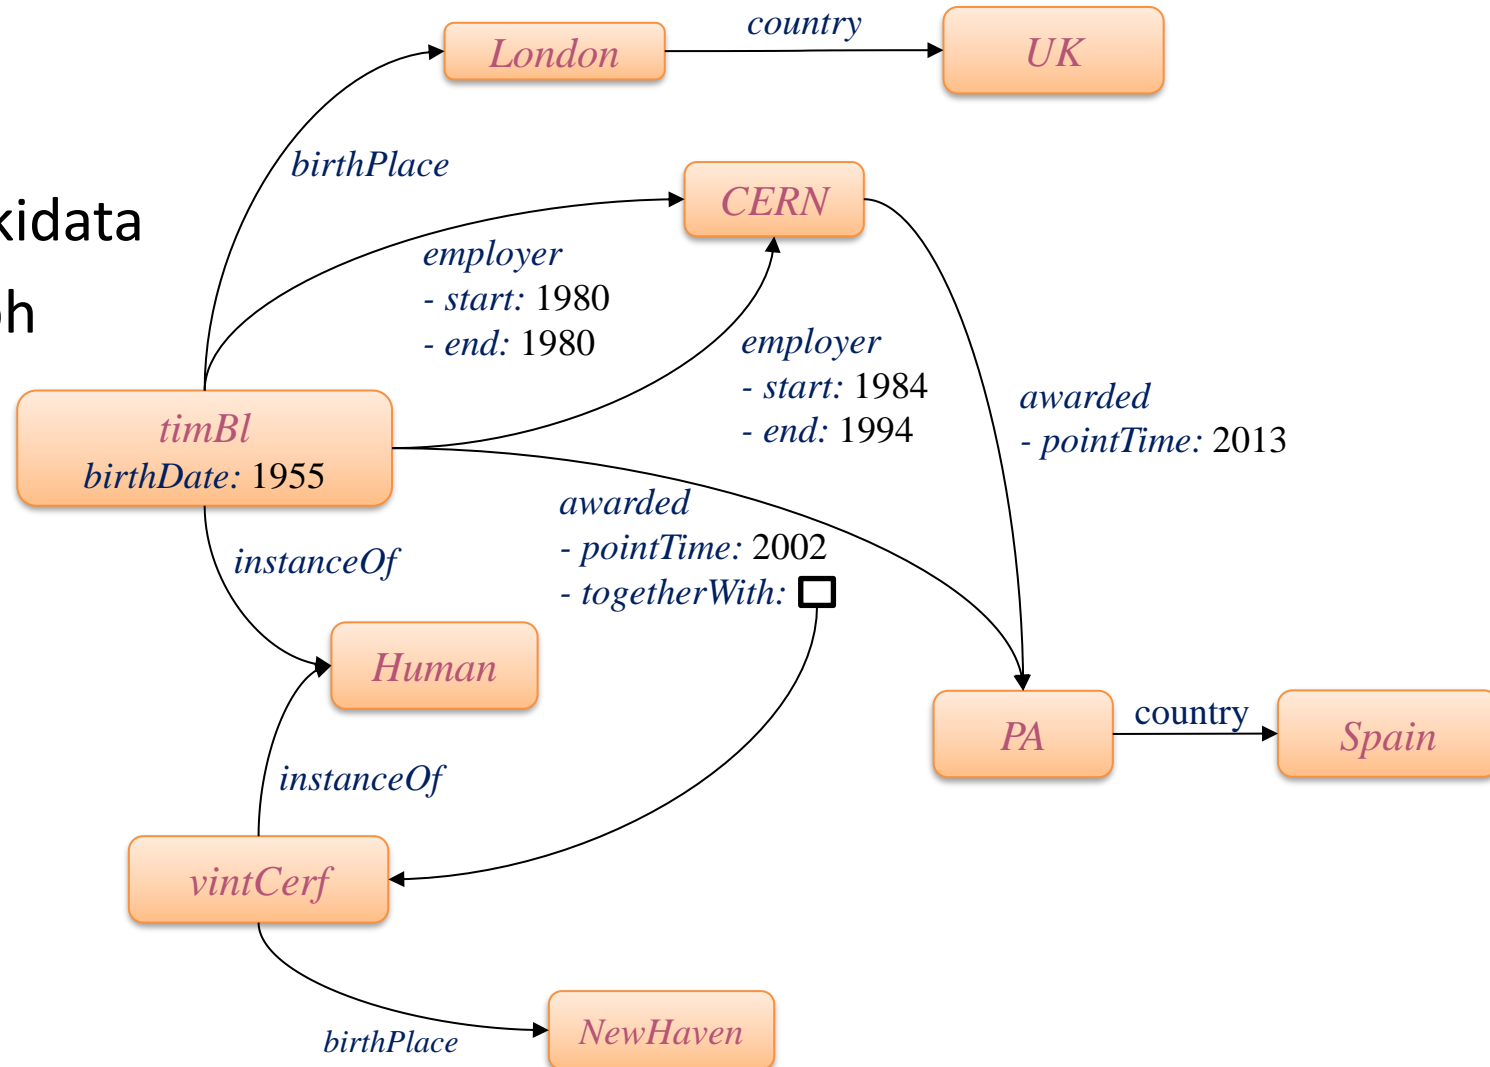 country
London
UK
birthPlace
CERN
kidata
employer
- start: 1980
- end: 1980
employer
- start: 1984
- end: 1994
awarded
- pointTime: 2013
timBl
birthDate: 1955
awarded
- pointTime: 2002
- togetherWith:
instanceOf
Human
PA
country
Spain
instanceOf
vintCerf
NewHaven
birthPlace